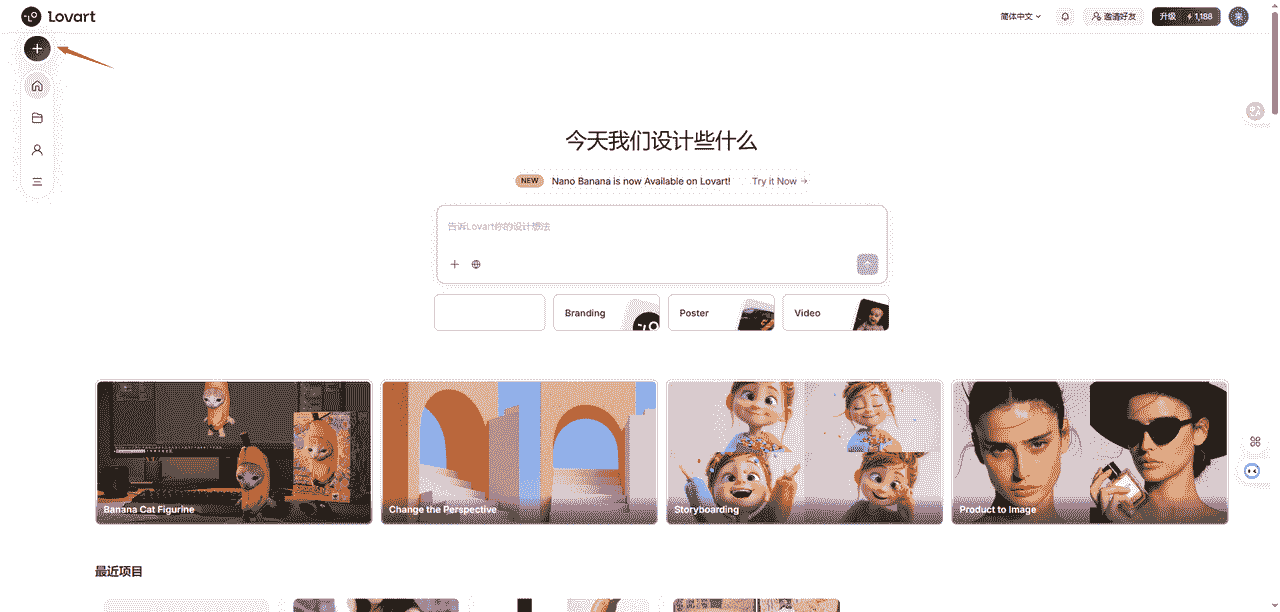 Lovart
简体中文
邀请好友
升级 1,188
今天我们设计些什么
NEW Nano Banana is now Available on Lovart! Try it Now →
告诉Lovart你的设计想法
Branding
Poster
Video
Banana Cat Figurine
Change the Perspective
Storyboarding
Product to Image
最近项目